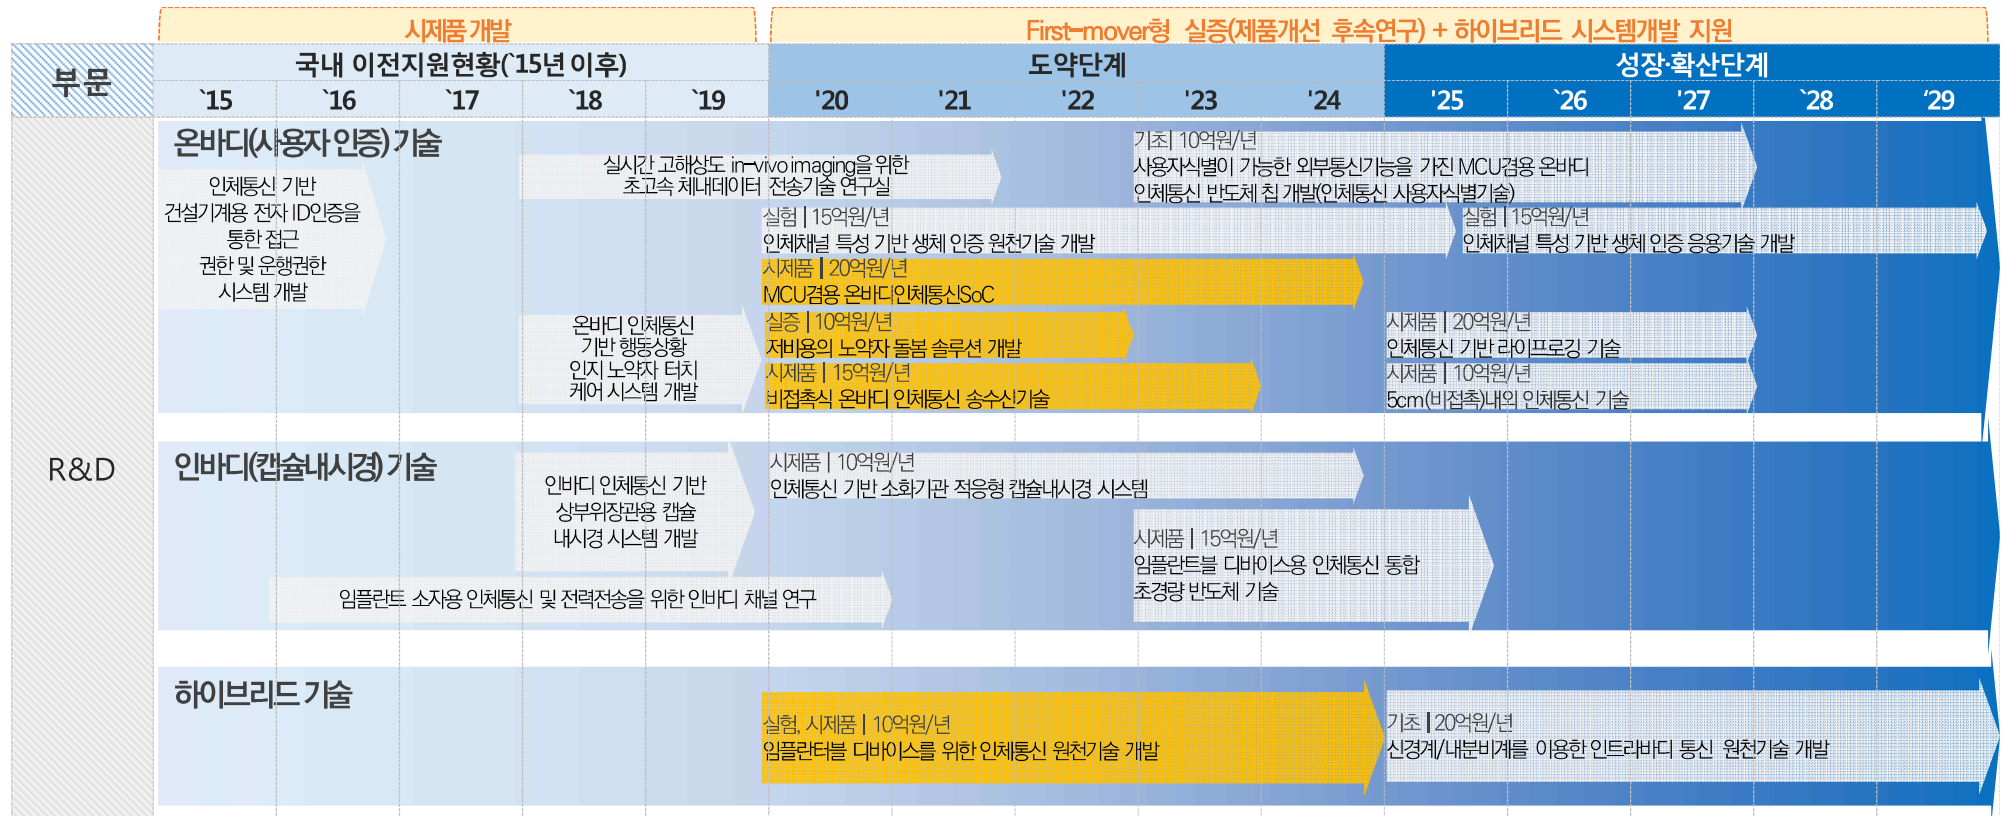 시제품 개발
First-mover형 실증(제품개선 후속연구) + 하이브리드 시스템개발 지원
부문
국내 이전지원현황(`15년 이후)
도약단계
성장·확산단계
`15 `16 `17 `18 `19 '20 '21 '22 '23 '24 '25 `26 '27 `28 '29
R&D
온바디(사용자 인증) 기술
인체통신 기반
건설기계용 전자 ID인증을
통한 접근
권한 및 운행권한
시스템 개발
실시간 고해상도 in-vivo imaging을 위한
초고속 체내데이터 전송기술 연구실
기초| 10억원/년
사용자식별이 가능한 외부통신기능을 가진 MCU겸용 온바디
인체통신 반도체 칩 개발(인체통신 사용자식별기술)
실험 | 15억원/년
인체채널 특성 기반 생체 인증 원천기술 개발
실험 | 15억원/년
인체채널 특성 기반 생체 인증 응용기술 개발
시제품 | 20억원/년
MCU겸용 온바디인체통신SoC
온바디 인체통신
기반 행동상황
인지 노약자 터치
케어 시스템 개발
실증 | 10억원/년
저비용의 노약자 돌봄 솔루션 개발
시제품 | 20억원/년
인체통신 기반 라이프로깅 기술
시제품 | 15억원/년
비접촉식 온바디 인체통신 송수신기술
시제품 | 10억원/년
5cm(비접촉)내외 인체통신 기술
인바디(캡슐내시경) 기술
인바디 인체통신 기반
상부위장관용 캡슐
내시경 시스템 개발
시제품 | 10억원/년
인체통신 기반 소화기관 적응형 캡슐내시경 시스템
시제품 | 15억원/년
임플란트블 디바이스용 인체통신 통합
초경량 반도체 기술
임플란트 소자용 인체통신 및 전력전송을 위한 인바디 채널 연구
하이브리드 기술
실험, 시제품 | 10억원/년
임플란터블 디바이스를 위한 인체통신 원천기술 개발
기초 | 20억원/년
신경계/내분비계를 이용한 인트라바디 통신 원천기술 개발